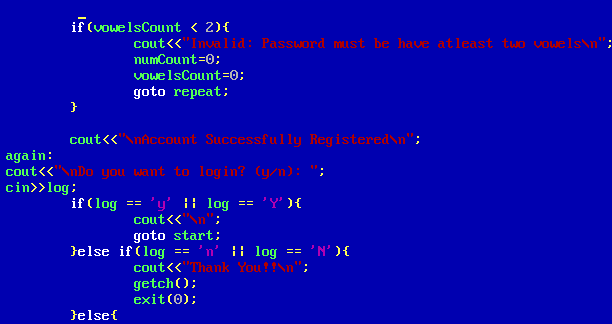 if(vowelsCount < 2){
cout<<"Invalid: Password must be have atleast two vowels\n";
numCount=0;
vowelsCount=0;
goto repeat;
}
cout<<"\nAccount Successfully Registered\n";
again:
cout<<"\nDo you want to login? (y/n): ";
cin>>log;
if(log == 'y' || log == 'Y'){
cout<<"\n";
goto start;
}else if(log == 'n' || log == 'N'){
cout<<"Thank You!!\n";
getch();
exit(0);
}else{